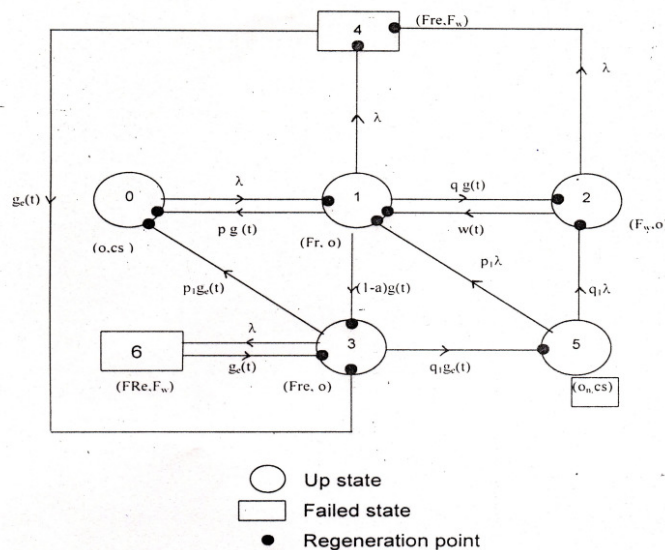 4
(Fre,Fw)
λ
λ
gₑ(t)
0
λ
1
q g(t)
2
p g(t)
w(t)
(o,cs)
(Fr, o)
(Fw,o)
p₁gₑ(t)
(1-a)g(t)
p₁λ
q₁λ
6
λ
gₑ(t)
3
q₁gₑ(t)
5
(FRe,Fw)
(Fre, o)
(oₙ,cs)
Up state
Failed state
Regeneration point